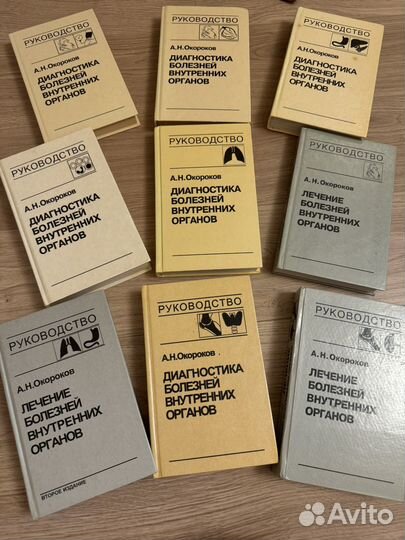 РУКОВОДСТВО
А.Н.Окороков
ДИАГНОСТИКА
БОЛЕЗНЕЙ
ВНУТРЕННИХ
ОРГАНОВ
РУКОВОДСТВО
А.Н.Окороков
ДИАГНОСТИКА
БОЛЕЗНЕЙ
ВНУТРЕННИХ
ОРГАНОВ
РУКОВОДСТВО
А.Н.Окороков
ДИАГНОСТИКА
БОЛЕЗНЕЙ
ВНУТРЕННИХ
ОРГАНОВ
РУКОВОДСТВО
А.Н.Окороков
ДИАГНОСТИКА
БОЛЕЗНЕЙ
ВНУТРЕННИХ
ОРГАНОВ
РУКОВОДСТВО
А.Н.Окороков
ДИАГНОСТИКА
БОЛЕЗНЕЙ
ВНУТРЕННИХ
ОРГАНОВ
РУКОВОДСТВО
А.Н.Окороков
ЛЕЧЕНИЕ
БОЛЕЗНЕЙ
ВНУТРЕННИХ
ОРГАНОВ
РУКОВОДСТВО
А.Н.Окороков
ЛЕЧЕНИЕ
БОЛЕЗНЕЙ
ВНУТРЕННИХ
ОРГАНОВ
ВТОРОЕ ИЗДАНИЕ
РУКОВОДСТВО
А.Н.Окороков
ДИАГНОСТИКА
БОЛЕЗНЕЙ
ВНУТРЕННИХ
ОРГАНОВ
РУКОВОДСТВО
А.Н.Окороков
ЛЕЧЕНИЕ
БОЛЕЗНЕЙ
ВНУТРЕННИХ
ОРГАНОВ
Avito